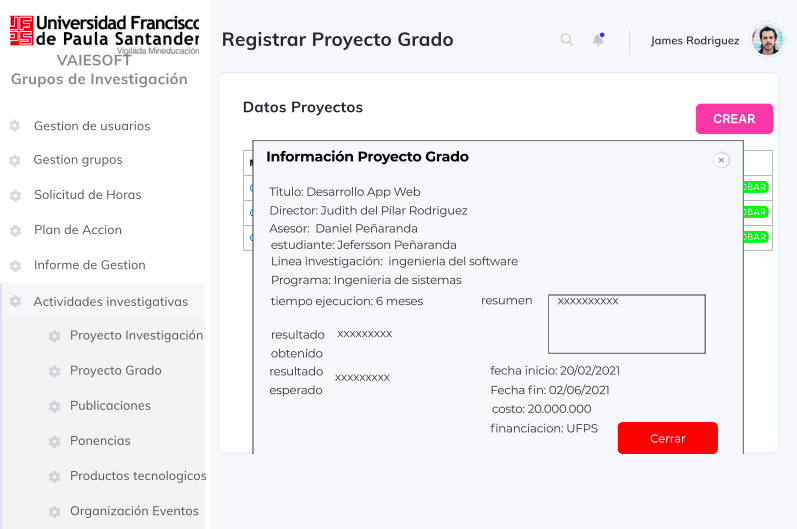 Universidad Francisco
de Paula Santander
Vigilada Mineducación
VAIESOFT
Grupos de Investigación
Registrar Proyecto Grado
James Rodriguez
Gestion de usuarios
Gestion grupos
Solicitud de Horas
Plan de Accion
Informe de Gestion
Actividades investigativas
Proyecto Investigación
Proyecto Grado
Publicaciones
Ponencias
Productos tecnologicos
Organización Eventos
Datos Proyectos
CREAR
Información Proyecto Grado
Titulo: Desarrollo App Web
Director: Judith del Pilar Rodriguez
Asesor: Daniel Peñaranda
estudiante: Jefersson Peñaranda
Linea investigación: ingenieria del software
Programa: Ingenieria de sistemas
tiempo ejecucion: 6 meses
resumen xxxxxxxxxx
resultado xxxxxxxxx
obtenido
resultado xxxxxxxxx
esperado
fecha inicio: 20/02/2021
Fecha fin: 02/06/2021
costo: 20.000.000
financiacion: UFPS
Cerrar
OBAR
OBAR
OBAR